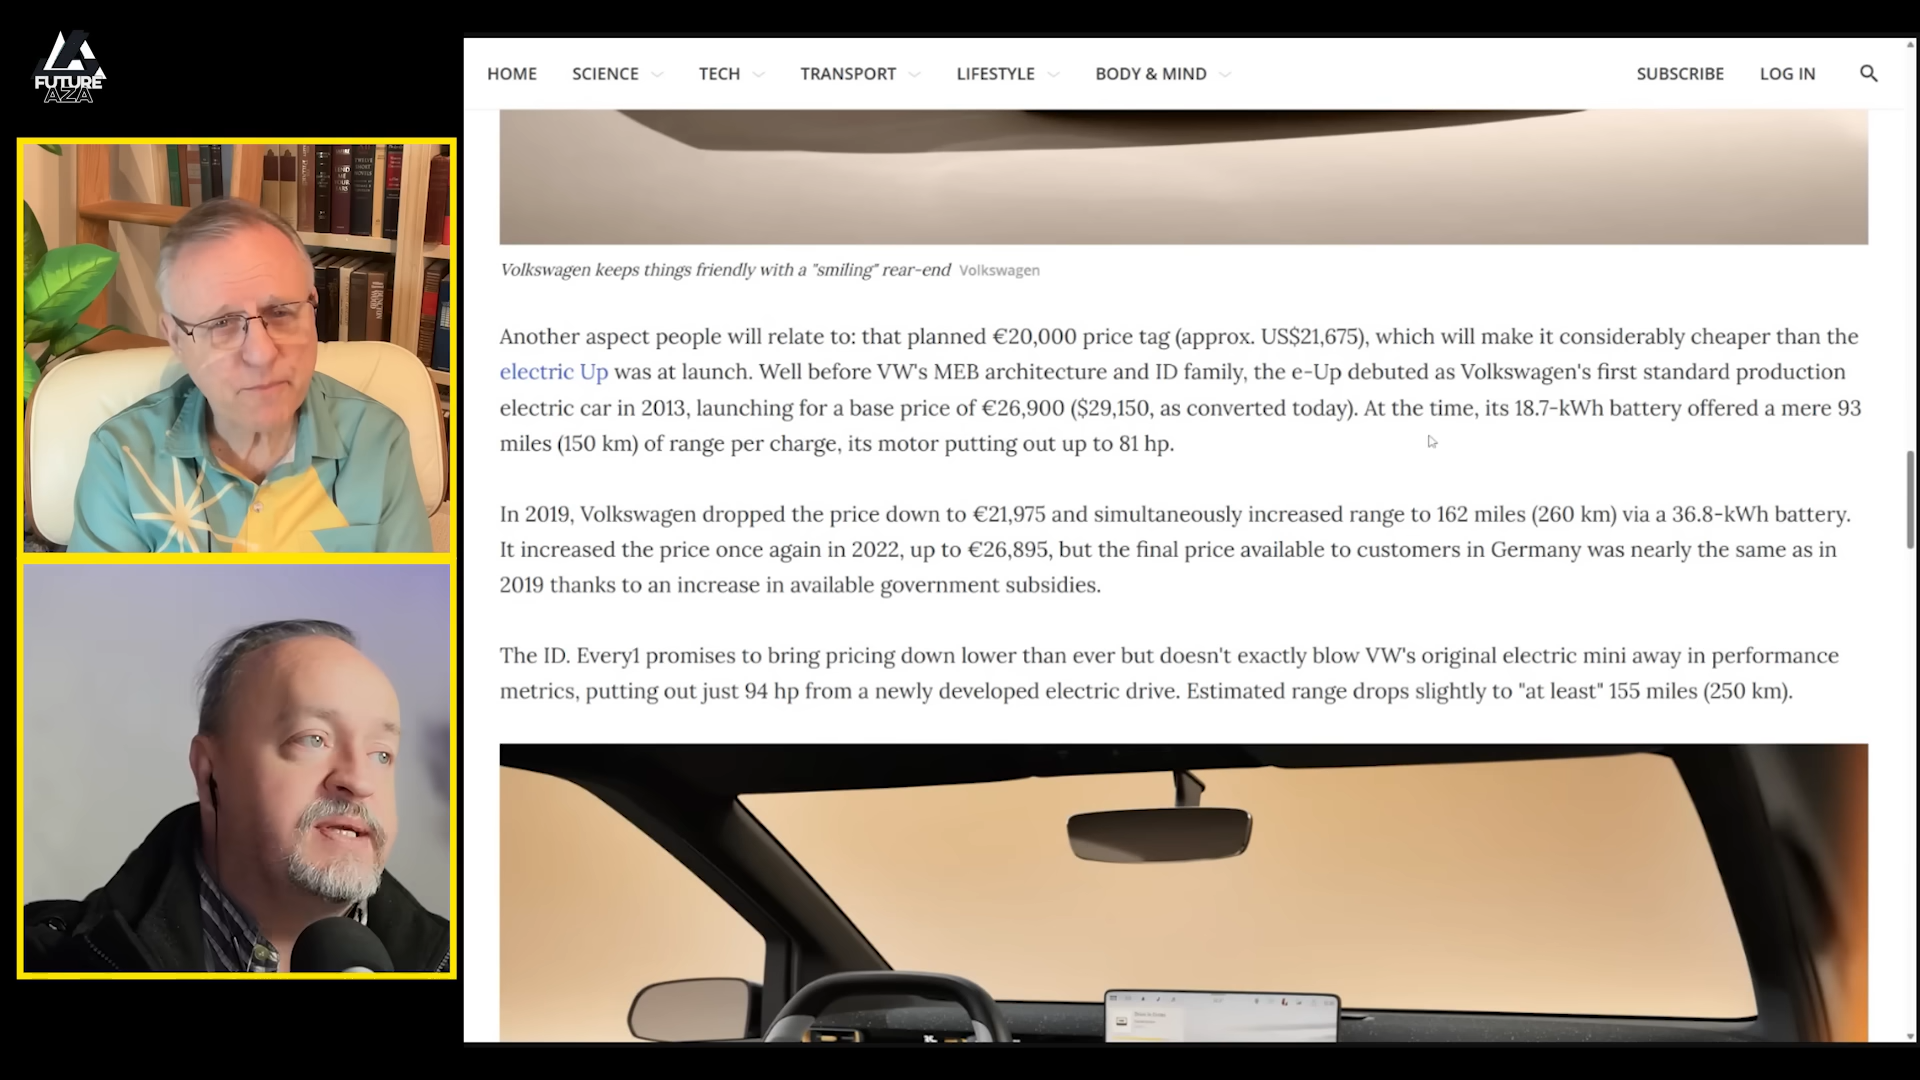 FUTURE
AZA
HOME SCIENCE TECH TRANSPORT LIFESTYLE BODY & MIND SUBSCRIBE LOG IN
Volkswagen keeps things friendly with a "smiling" rear-end Volkswagen
Another aspect people will relate to: that planned €20,000 price tag (approx. US$21,675), which will make it considerably cheaper than the
electric Up was at launch. Well before VW's MEB architecture and ID family, the e-Up debuted as Volkswagen's first standard production
electric car in 2013, launching for a base price of €26,900 ($29,150, as converted today). At the time, its 18.7-kWh battery offered a mere 93
miles (150 km) of range per charge, its motor putting out up to 81 hp.
In 2019, Volkswagen dropped the price down to €21,975 and simultaneously increased range to 162 miles (260 km) via a 36.8-kWh battery.
It increased the price once again in 2022, up to €26,895, but the final price available to customers in Germany was nearly the same as in
2019 thanks to an increase in available government subsidies.
The ID. Every1 promises to bring pricing down lower than ever but doesn't exactly blow VW's original electric mini away in performance
metrics, putting out just 94 hp from a newly developed electric drive. Estimated range drops slightly to "at least" 155 miles (250 km).